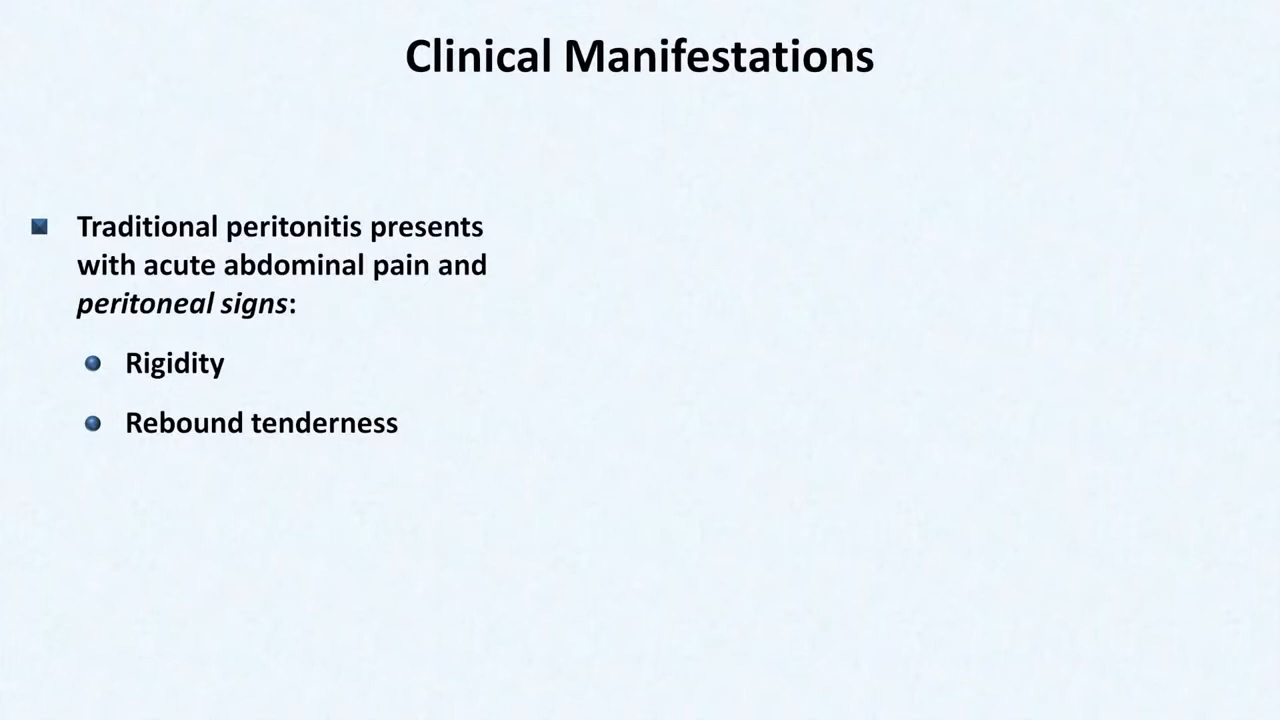 Clinical Manifestations
Traditional peritonitis presents
with acute abdominal pain and
peritoneal signs:
Rigidity
Rebound tenderness